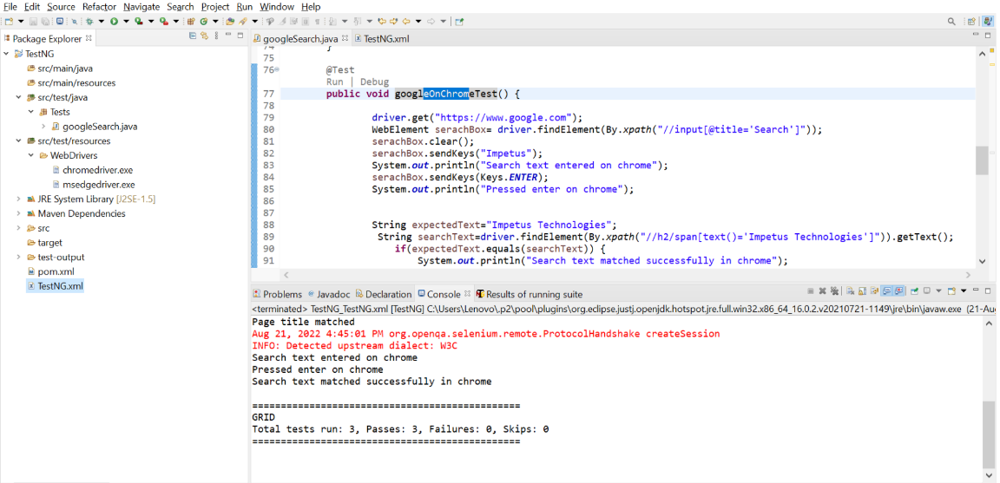 File Edit Source Refactor Navigate Search Project Run Window Help
Package Explorer
TestNG
src/main/java
src/main/resources
src/test/java
Tests
googleSearch.java
src/test/resources
WebDrivers
chromedriver.exe
msedgedriver.exe
JRE System Library [J2SE-1.5]
Maven Dependencies
src
target
test-output
pom.xml
TestNG.xml
googleSearch.java TestNG.xml
74 }
75
76 @Test
Run | Debug
77 public void googleOnChromeTest() {
78
79 driver.get("https://www.google.com");
80 WebElement serachBox= driver.findElement(By.xpath("//input[@title='Search']"));
81 serachBox.clear();
82 serachBox.sendKeys("Impetus");
83 System.out.println("Search text entered on chrome");
84 serachBox.sendKeys(Keys.ENTER);
85 System.out.println("Pressed enter on chrome");
86
87
88 String expectedText="Impetus Technologies";
89 String searchText=driver.findElement(By.xpath("//h2/span[text()='Impetus Technologies']")).getText();
90 if(expectedText.equals(searchText)) {
91 System.out.println("Search text matched successfully in chrome");
Problems Javadoc Declaration Console Results of running suite
<terminated> TestNG_TestNG.xml [TestNG] C:\Users\Lenovo\.p2\pool\plugins\org.eclipse.justj.openjdk.hotspot.jre.full.win32.x86_64_16.0.2.v20210721-1149\jre\bin\javaw.exe (21-Au
Page title matched
Aug 21, 2022 4:45:01 PM org.openqa.selenium.remote.ProtocolHandshake createSession
INFO: Detected upstream dialect: W3C
Search text entered on chrome
Pressed enter on chrome
Search text matched successfully in chrome
===============================================
GRID
Total tests run: 3, Passes: 3, Failures: 0, Skips: 0
===============================================